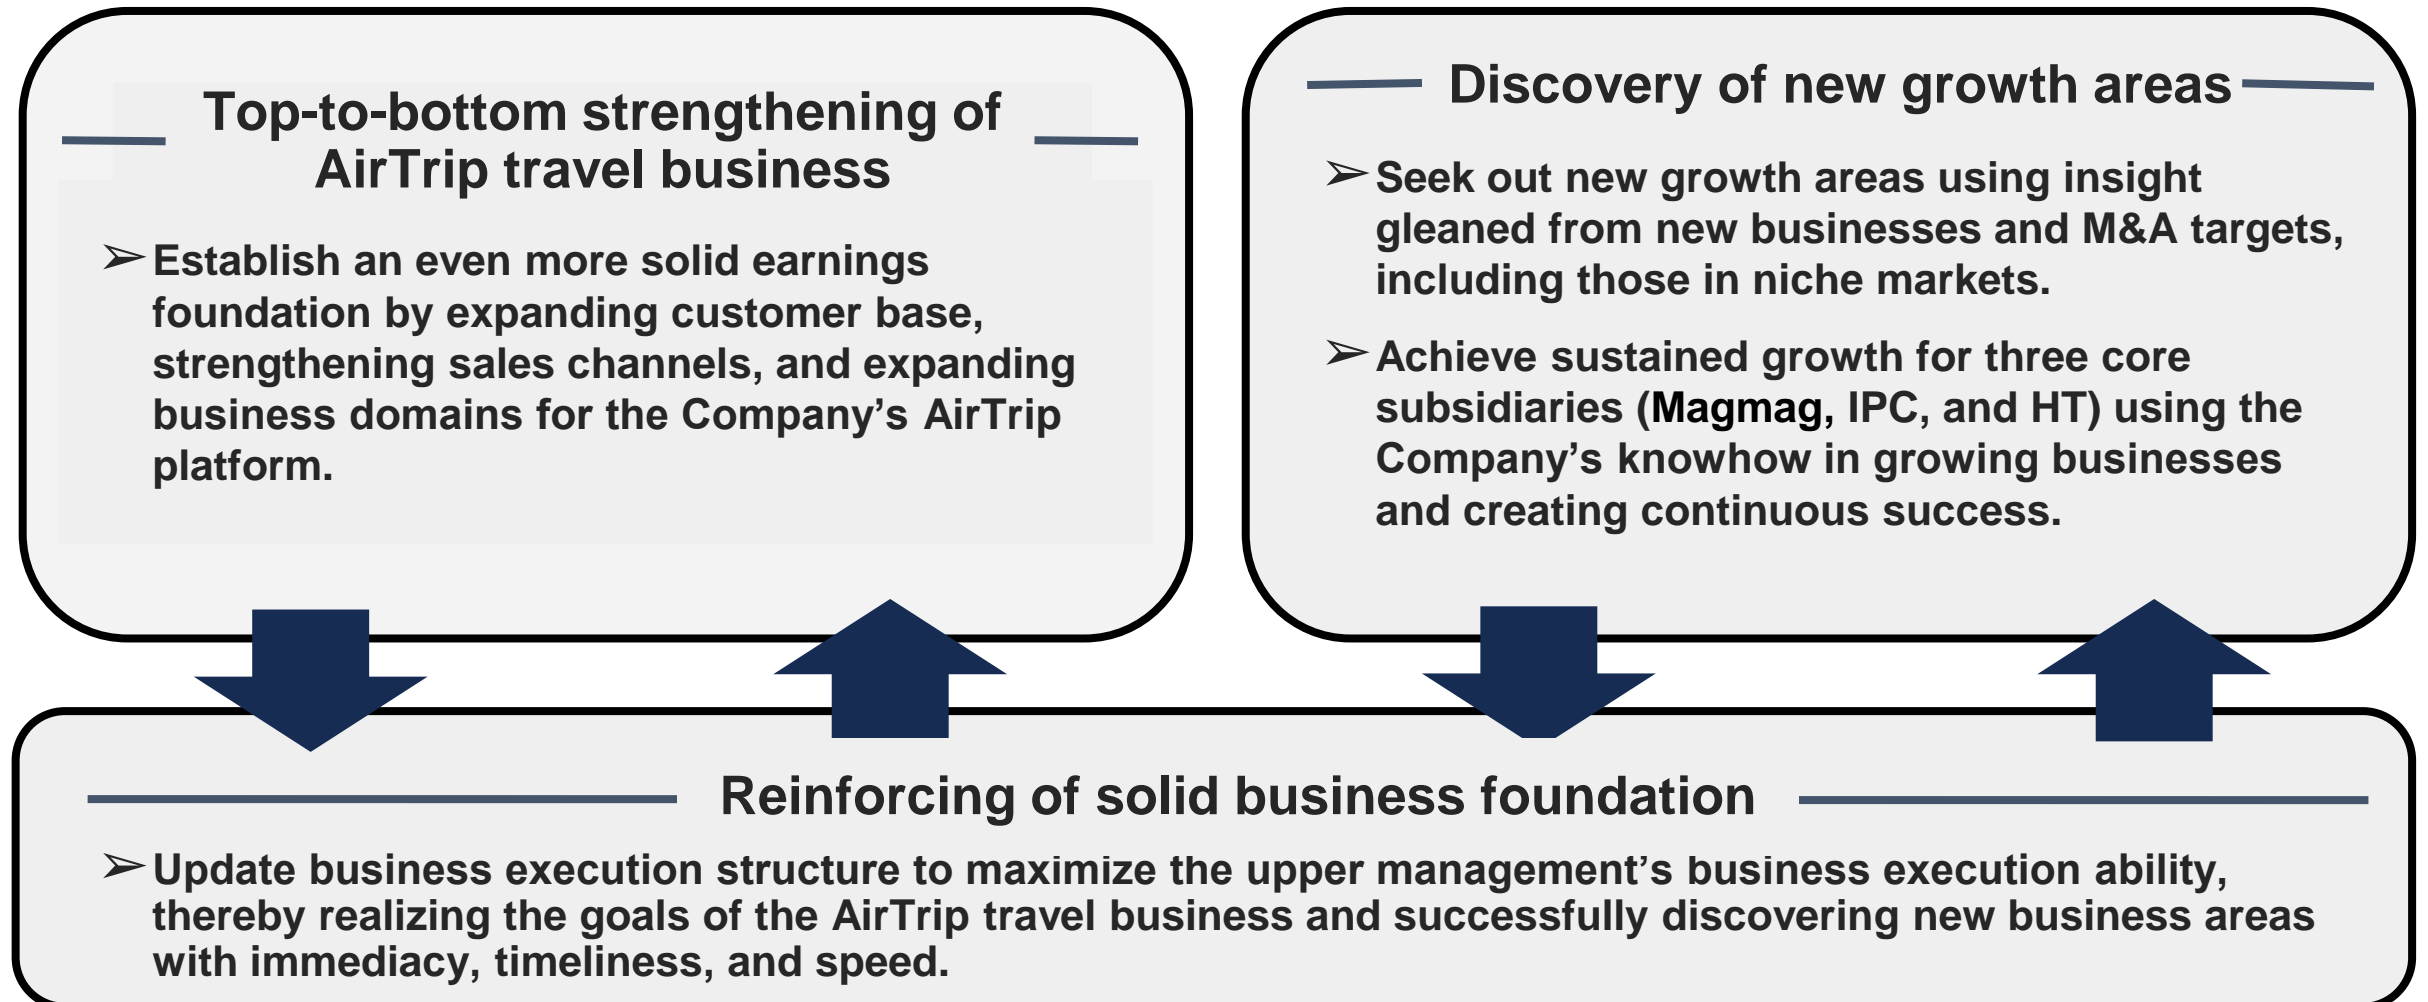 Top-to-bottom strengthening of
AirTrip travel business
➢Establish an even more solid earnings
foundation by expanding customer base,
strengthening sales channels, and expanding
business domains for the Company’s AirTrip
platform.
Discovery of new growth areas
➢Seek out new growth areas using insight
gleaned from new businesses and M&A targets,
including those in niche markets.
➢Achieve sustained growth for three core
subsidiaries (Magmag, IPC, and HT) using the
Company’s knowhow in growing businesses
and creating continuous success.
Reinforcing of solid business foundation
➢Update business execution structure to maximize the upper management’s business execution ability,
thereby realizing the goals of the AirTrip travel business and successfully discovering new business areas
with immediacy, timeliness, and speed.